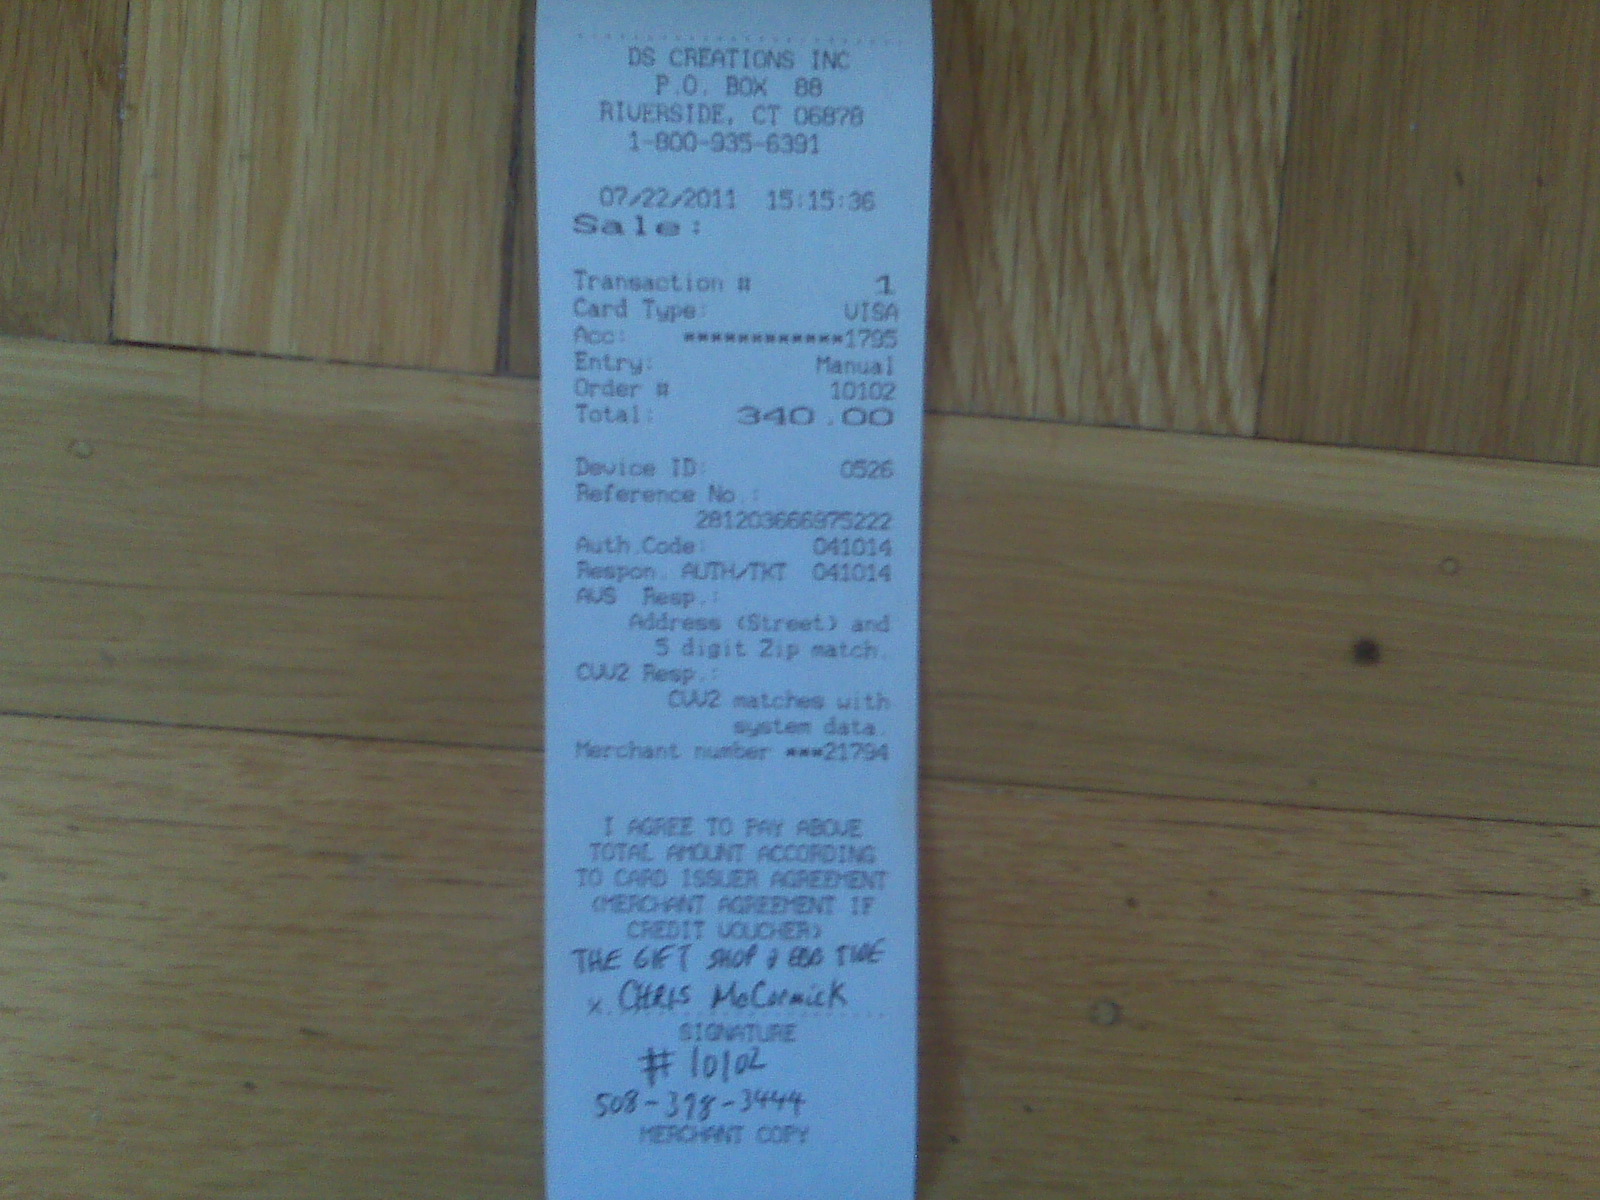 DS CREATIONS INC
P.O. BOX 88
RIVERSIDE, CT 06878
1-800-935-6391
07/22/2011 15:15:36
Sale:
Transaction # 1
Card Type: VISA
Acc: ************1795
Entry: Manual
Order # 10102
Total: 340.00
Device ID: 0526
Reference No.:
281203666975222
Auth.Code: 041014
Respon. AUTH/TKT 041014
AVS Resp.:
Address (Street) and
5 digit Zip match.
CVV2 Resp.:
CVV2 matches with
system data.
Merchant number ***21794
I AGREE TO PAY ABOVE
TOTAL AMOUNT ACCORDING
TO CARD ISSUER AGREEMENT
(MERCHANT AGREEMENT IF
CREDIT VOUCHER)
THE GIFT SHOP
x. CHRIS McCormick
SIGNATURE
# 10102
508-398-3444
MERCHANT COPY